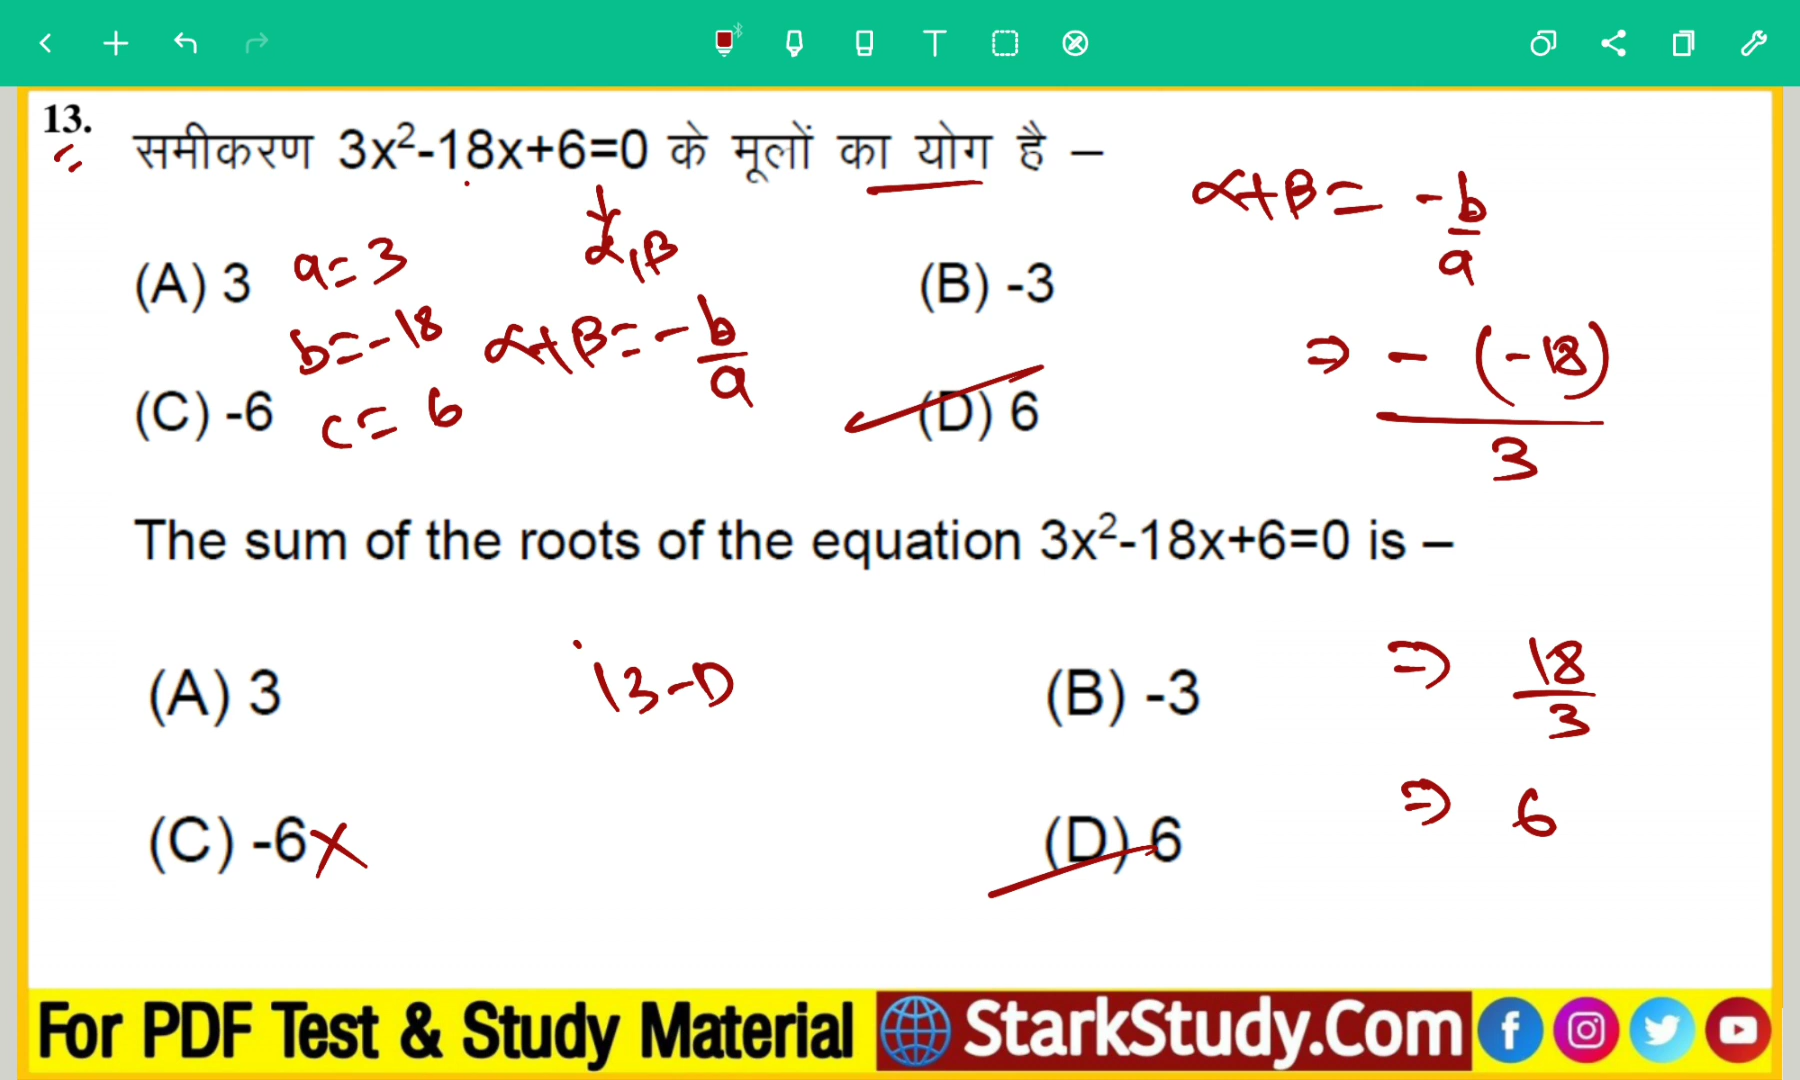 13.
समीकरण 3x²-18x+6=0 के मूलों का योग है –
α+β= -b/a
α,β
(A) 3
a=3
(B) -3
b=-18
α+β=-b/a
⇒ -(-18)/3
(C) -6
c=6
(D) 6
The sum of the roots of the equation 3x²-18x+6=0 is –
(A) 3
13-D
(B) -3
⇒ 18/3
(C) -6
(D) 6
⇒ 6
For PDF Test & Study Material StarkStudy.Com